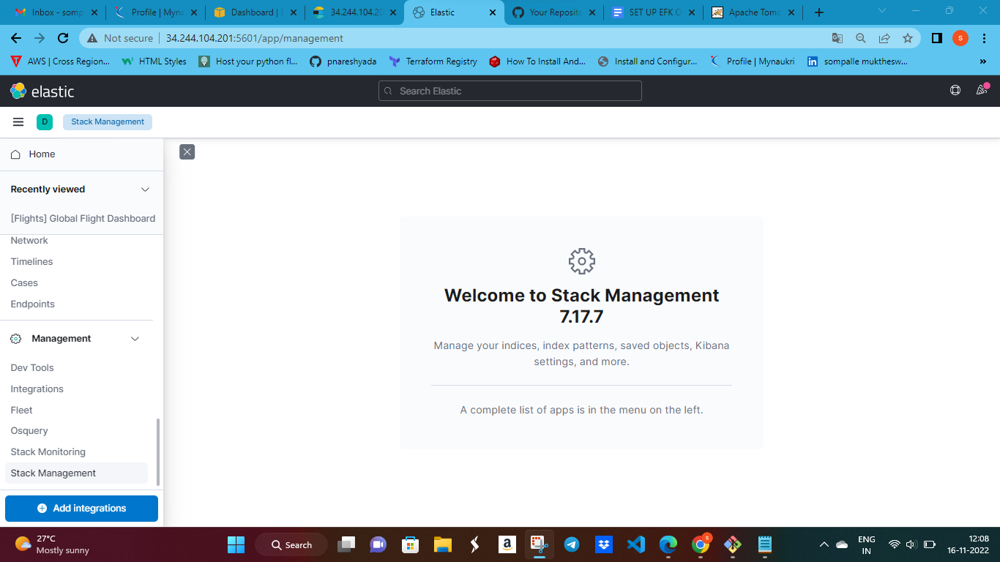 Inbox - somp
Profile | Myna
Dashboard | E
34.244.104.20
Elastic
Your Reposito
SET UP EFK O
Apache Tomc
Not secure
34.244.104.201:5601/app/management
S
AWS | Cross Region...
HTML Styles
Host your python fl...
pnareshyada
Terraform Registry
How To Install And...
Install and Configur...
Profile | Mynaukri
sompalle mukthesw...
elastic
Search Elastic
D
Stack Management
Home
Recently viewed
[Flights] Global Flight Dashboard
Network
Timelines
Cases
Endpoints
Management
Dev Tools
Integrations
Fleet
Osquery
Stack Monitoring
Stack Management
Add integrations
Welcome to Stack Management
7.17.7
Manage your indices, index patterns, saved objects, Kibana
settings, and more.
A complete list of apps is in the menu on the left.
27°C
Mostly sunny
Search
ENG
IN
12:08
16-11-2022